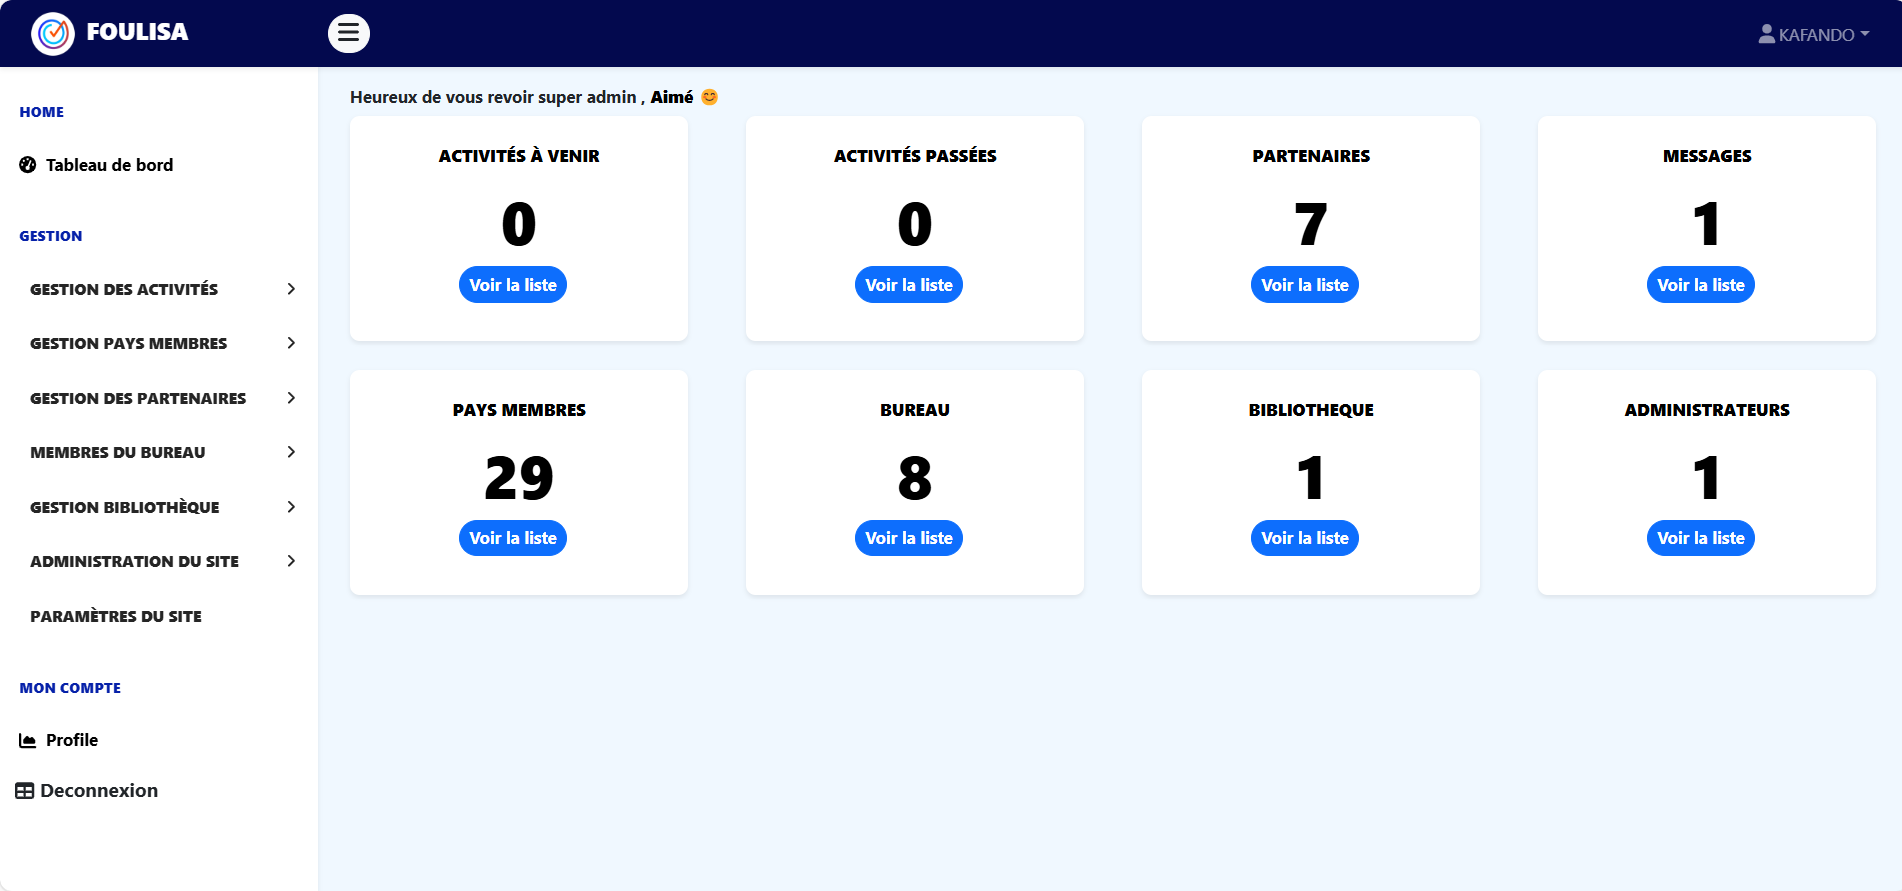 FOULISA
KAFANDO
HOME
Tableau de bord
GESTION
GESTION DES ACTIVITÉS
GESTION PAYS MEMBRES
GESTION DES PARTENAIRES
MEMBRES DU BUREAU
GESTION BIBLIOTHÈQUE
ADMINISTRATION DU SITE
PARAMÈTRES DU SITE
MON COMPTE
Profile
Deconnexion
Heureux de vous revoir super admin , Aimé 😊
ACTIVITÉS À VENIR
0
Voir la liste
ACTIVITÉS PASSÉES
0
Voir la liste
PARTENAIRES
7
Voir la liste
MESSAGES
1
Voir la liste
PAYS MEMBRES
29
Voir la liste
BUREAU
8
Voir la liste
BIBLIOTHEQUE
1
Voir la liste
ADMINISTRATEURS
1
Voir la liste